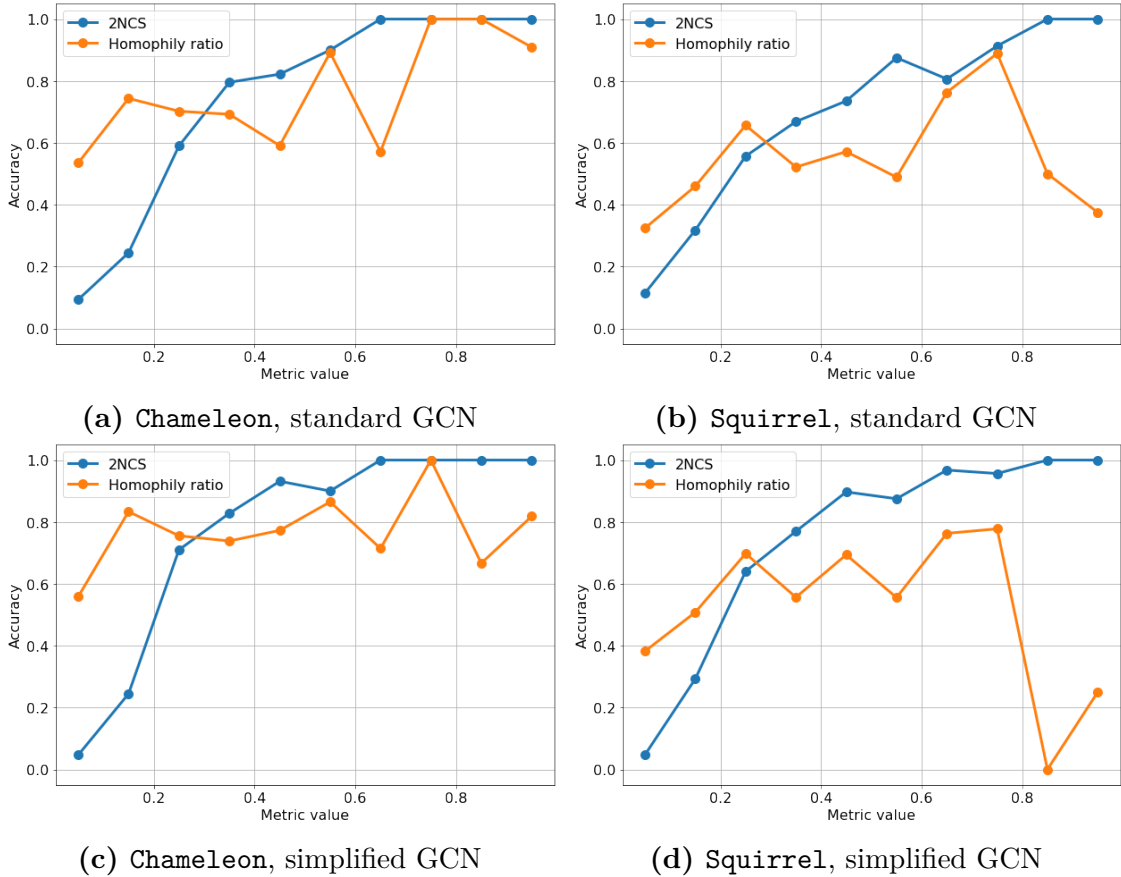 2NCS
Homophily ratio
Accuracy
1.0
0.8
0.6
0.4
0.2
0.0
0.2 0.4 0.6 0.8
Metric value
(a) Chameleon, standard GCN
2NCS
Homophily ratio
Accuracy
1.0
0.8
0.6
0.4
0.2
0.0
0.2 0.4 0.6 0.8
Metric value
(b) Squirrel, standard GCN
2NCS
Homophily ratio
Accuracy
1.0
0.8
0.6
0.4
0.2
0.0
0.2 0.4 0.6 0.8
Metric value
(c) Chameleon, simplified GCN
2NCS
Homophily ratio
Accuracy
1.0
0.8
0.6
0.4
0.2
0.0
0.2 0.4 0.6 0.8
Metric value
(d) Squirrel, simplified GCN